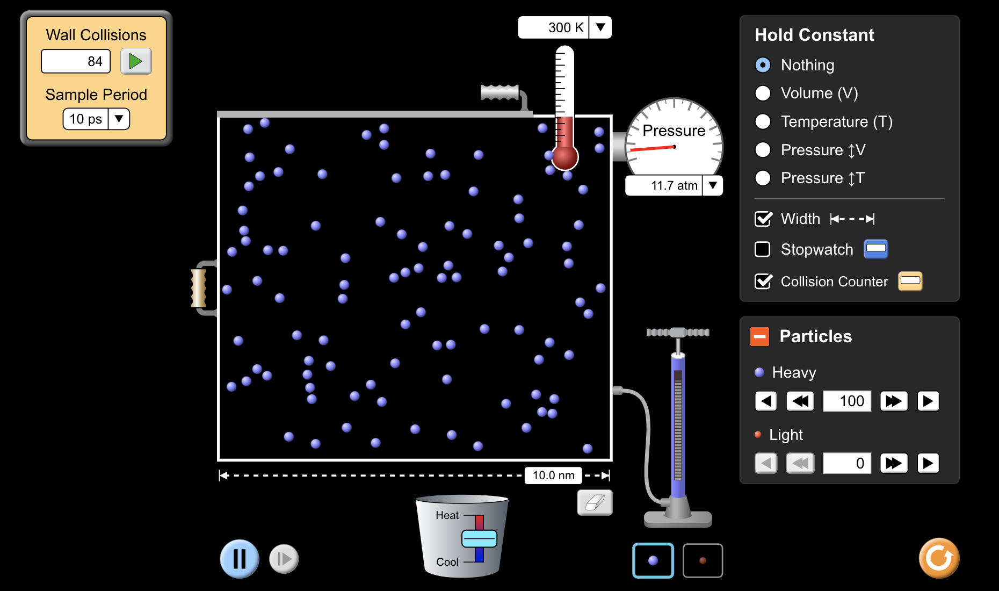 Wall Collisions
84
Sample Period
10 ps
300 K
Pressure
11.7 atm
10.0 nm
Heat
Cool
Hold Constant
Nothing
Volume (V)
Temperature (T)
Pressure ↕V
Pressure ↕T
Width
Stopwatch
Collision Counter
Particles
Heavy
100
Light
0